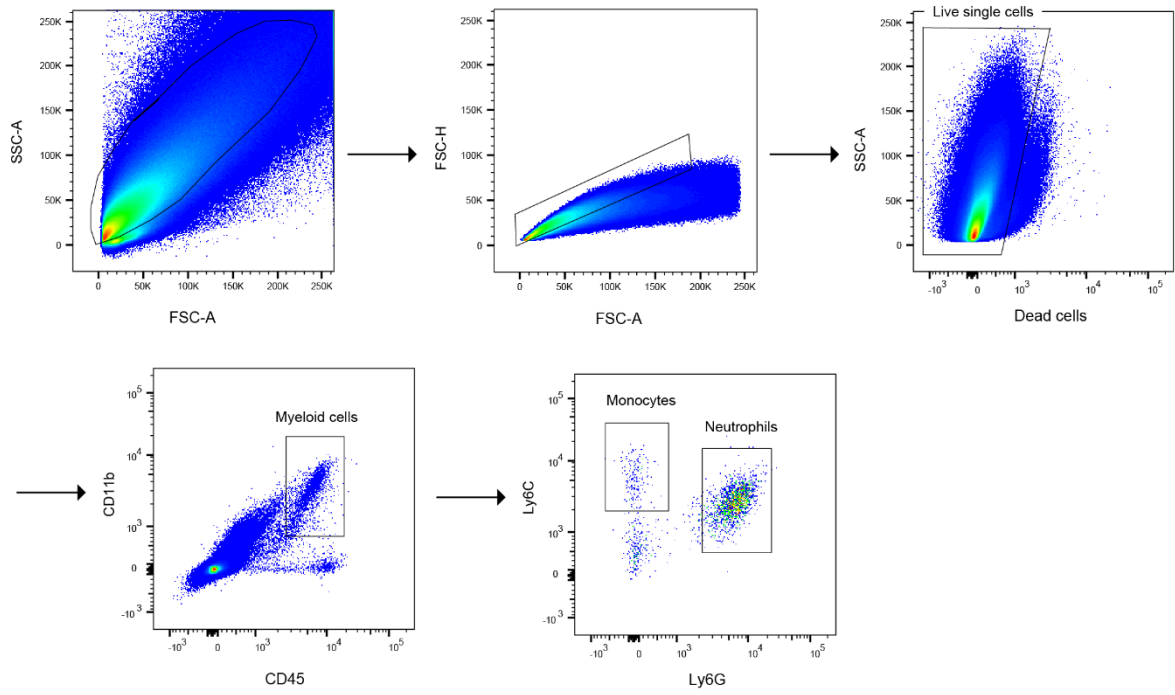 250K
200K
150K
100K
50K
0
SSC-A
0 50K 100K 150K 200K 250K
FSC-A
250K
200K
150K
100K
50K
0
FSC-H
0 50K 100K 150K 200K 250K
FSC-A
Live single cells
250K
200K
150K
100K
50K
0
SSC-A
-10³ 0 10³ 10⁴ 10⁵
Dead cells
Myeloid cells
10⁵
10⁴
10³
0
-10³
CD11b
-10³ 0 10³ 10⁴ 10⁵
CD45
Monocytes
Neutrophils
10⁵
10⁴
10³
0
-10³
Ly6C
-10³ 0 10³ 10⁴ 10⁵
Ly6G